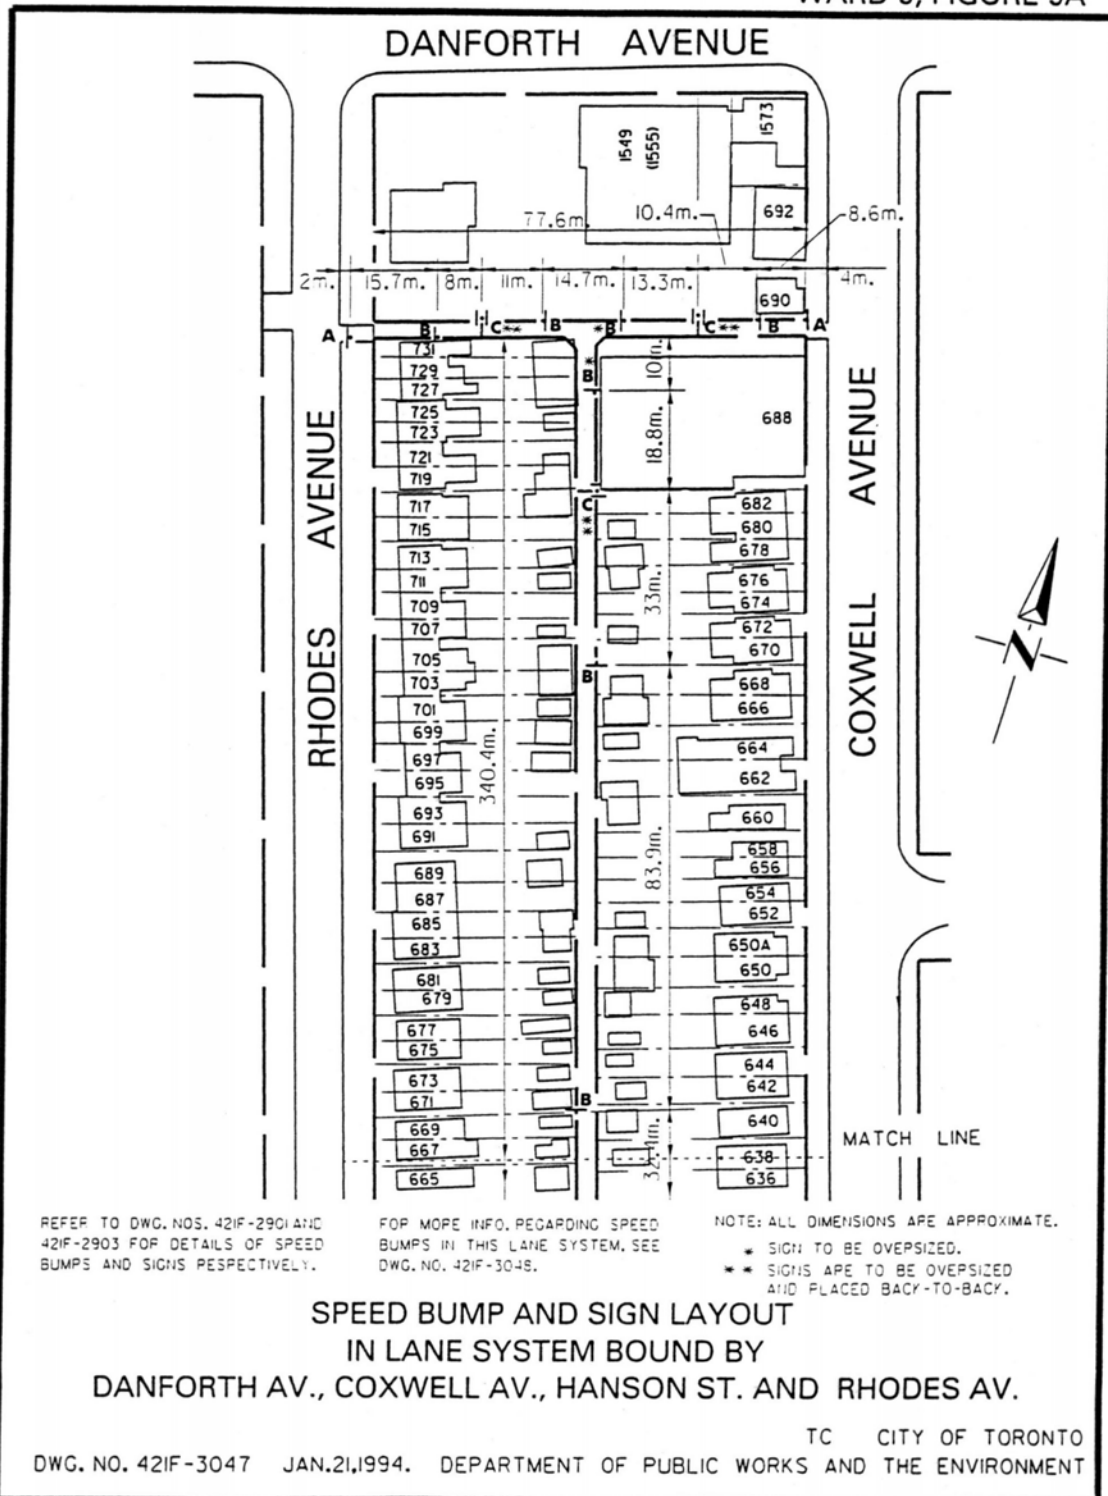 DANFORTH AVENUE
1549
(1555)
1573
692
77.6m.
10.4m.
8.6m.
2m.
15.7m.
8m.
11m.
14.7m.
13.3m.
4m.
690
A
B
C**
B
*B
C**
B
A
731
729
727
725
723
721
719
717
715
713
711
709
707
705
703
701
699
697
695
693
691
689
687
685
683
681
679
677
675
673
671
669
667
665
RHODES AVENUE
340.4m.
*
B
C
*
*
B
B
10m.
18.8m.
33m.
83.9m.
688
682
680
678
676
674
672
670
668
666
664
662
660
658
656
654
652
650A
650
648
646
644
642
640
638
636
COXWELL AVENUE
N
MATCH LINE
REFER TO DWG. NOS. 421F-2901 AND
421F-2903 FOR DETAILS OF SPEED
BUMPS AND SIGNS RESPECTIVELY.
FOR MORE INFO. REGARDING SPEED
BUMPS IN THIS LANE SYSTEM, SEE
DWG. NO. 421F-3048.
NOTE: ALL DIMENSIONS ARE APPROXIMATE.
* SIGN TO BE OVERSIZED.
** SIGNS ARE TO BE OVERSIZED
AND PLACED BACK-TO-BACK.
SPEED BUMP AND SIGN LAYOUT
IN LANE SYSTEM BOUND BY
DANFORTH AV., COXWELL AV., HANSON ST. AND RHODES AV.
TC CITY OF TORONTO
DWG. NO. 421F-3047 JAN.21,1994. DEPARTMENT OF PUBLIC WORKS AND THE ENVIRONMENT